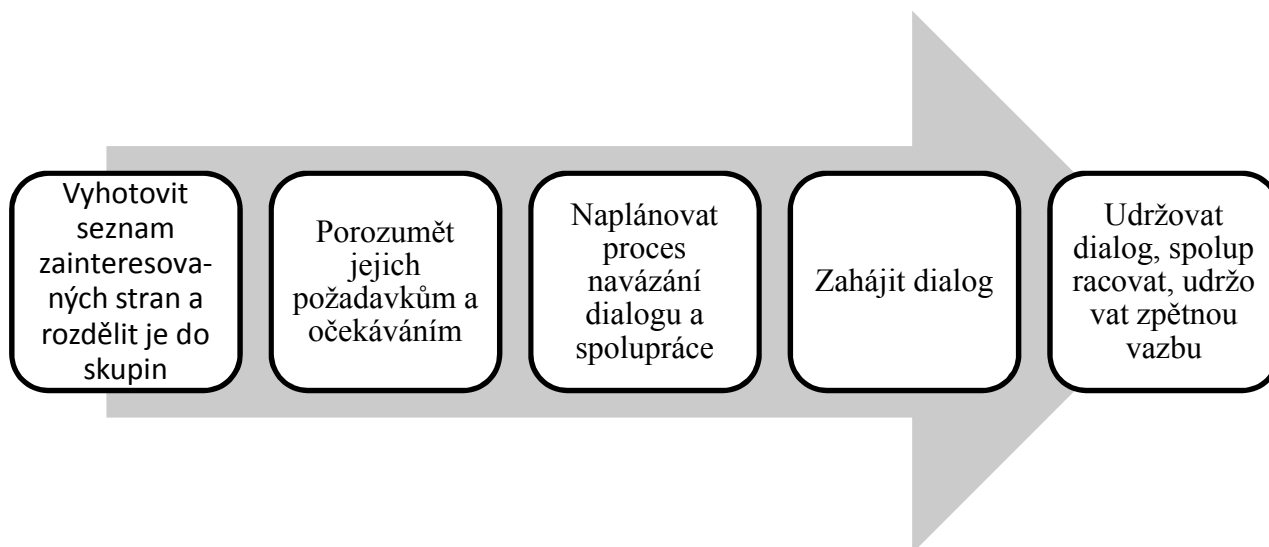 Vyhotovit
seznam
zainteresova-
ných stran a
rozdělit je do
skupin
Porozumět
jejich
požadavkům a
očekáváním
Naplánovat
proces
navázání
dialogu a
spolupráce
Zahájit dialog
Udržovat
dialog, spolup
racovat, udržo
vat zpětnou
vazbu